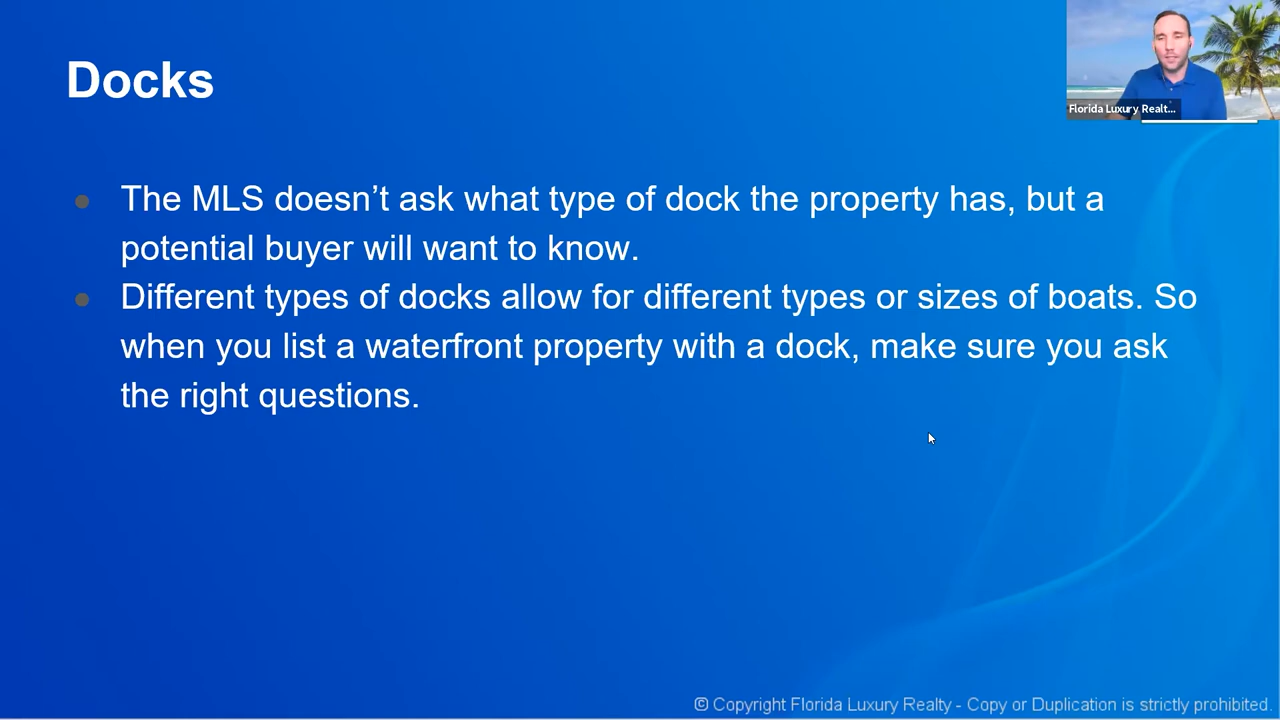 Docks
Florida Luxury Realt...
● The MLS doesn’t ask what type of dock the property has, but a
potential buyer will want to know.
● Different types of docks allow for different types or sizes of boats. So
when you list a waterfront property with a dock, make sure you ask
the right questions.
© Copyright Florida Luxury Realty - Copy or Duplication is strictly prohibited.